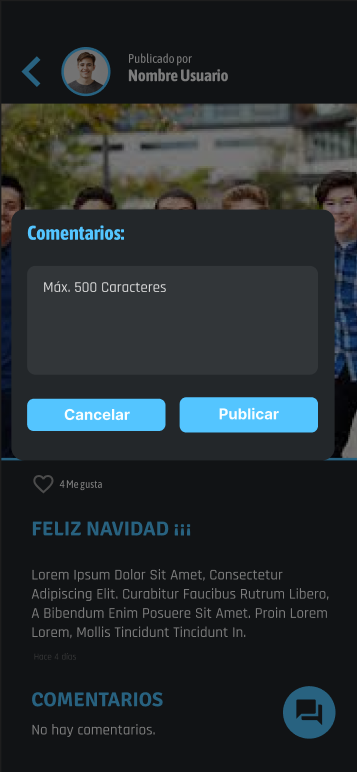 Publicado por
Nombre Usuario
Comentarios:
Máx. 500 Caracteres
Cancelar
Publicar
4 Me gusta
FELIZ NAVIDAD ¡¡¡
Lorem Ipsum Dolor Sit Amet, Consectetur
Adipiscing Elit. Curabitur Faucibus Rutrum Libero,
A Bibendum Enim Posuere Sit Amet. Proin Lorem
Lorem, Mollis Tincidunt Tincidunt In.
Hace 4 días
COMENTARIOS
No hay comentarios.